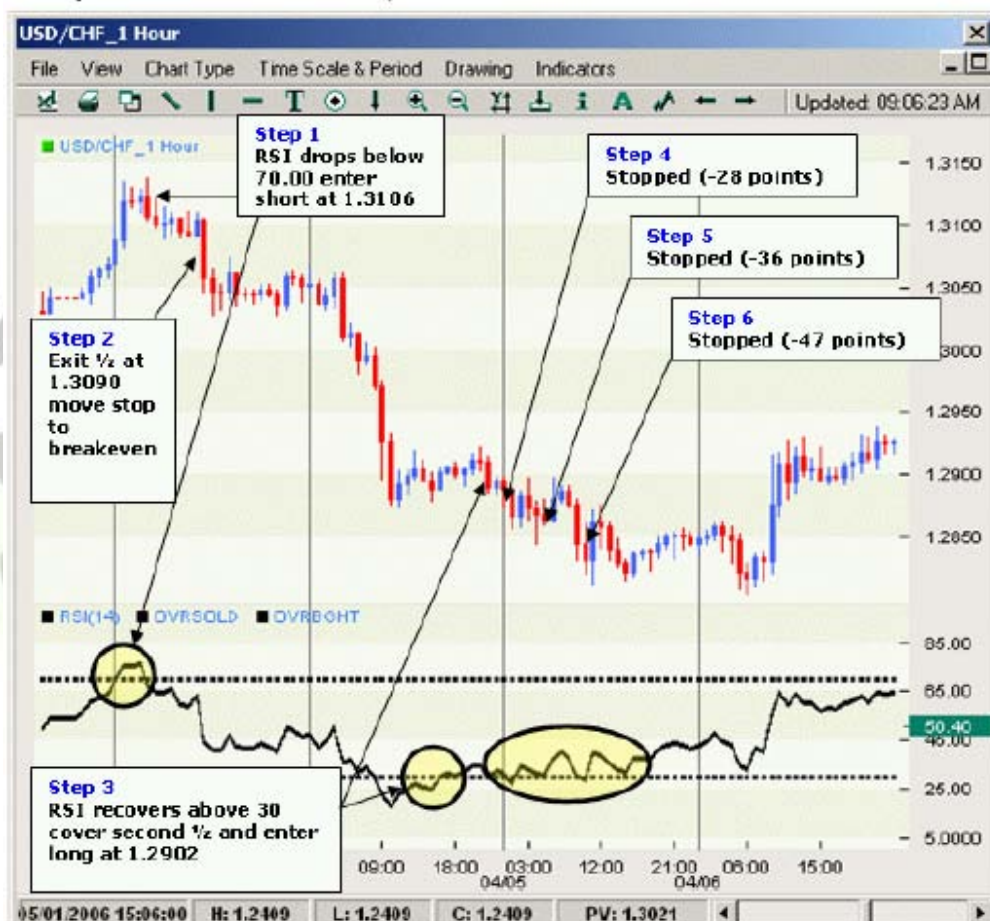 USD/CHF_1 Hour
File View Chart Type Time Scale & Period Drawing Indicators
Updated: 09:06:23 AM
USD/CHF_1 Hour
Step 1
RSI drops below
70.00 enter
short at 1.3106
Step 4
Stopped (-28 points)
Step 5
Stopped (-36 points)
Step 6
Stopped (-47 points)
Step 2
Exit ½ at
1.3090
move stop
to
breakeven
1.3150
1.3100
1.3050
1.3000
1.2950
1.2900
1.2850
RSI(14) OVRSOLD OVRBGHT
85.00
65.00
50.40
45.00
25.00
5.0000
Step 3
RSI recovers above 30
cover second ½ and enter
long at 1.2902
09:00 18:00 03:00 12:00 21:00 06:00 15:00
04/05 04/06
05/01/2006 15:06:00 H: 1.2409 L: 1.2409 C: 1.2409 PV: 1.3021